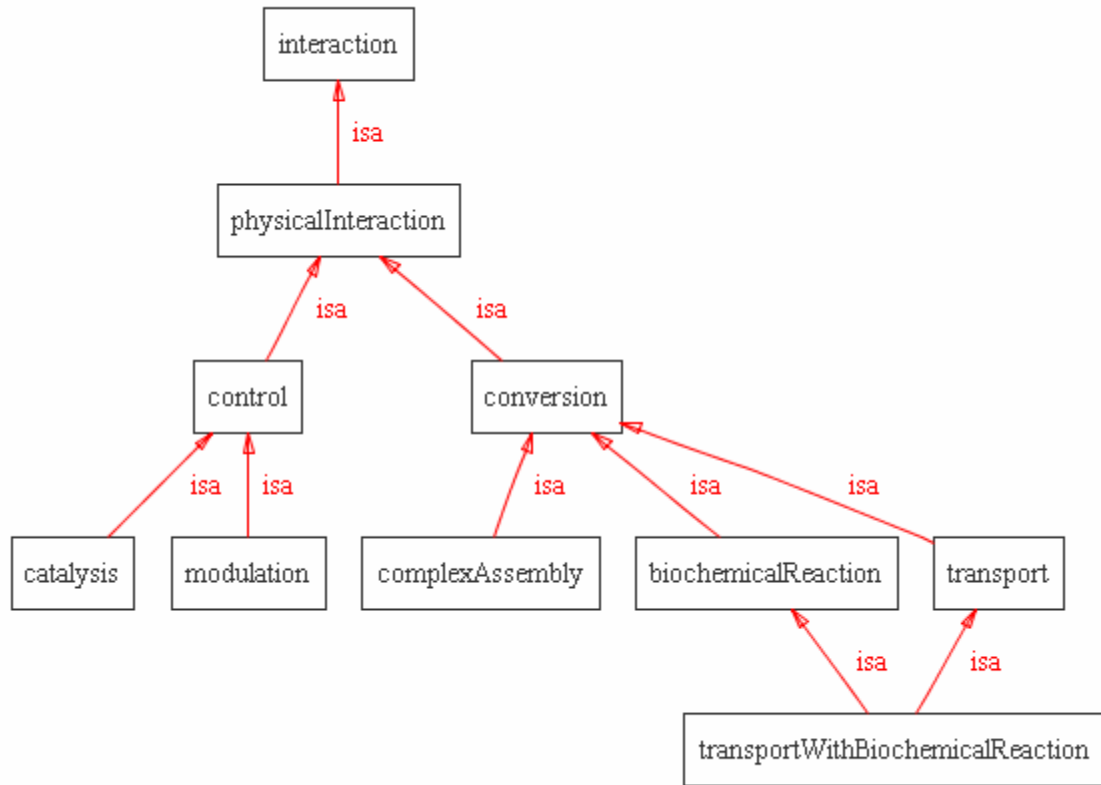 interaction
isa
physicalInteraction
isa
isa
control
conversion
isa
isa
isa
isa
isa
catalysis
modulation
complexAssembly
biochemicalReaction
transport
isa
isa
transportWithBiochemicalReaction